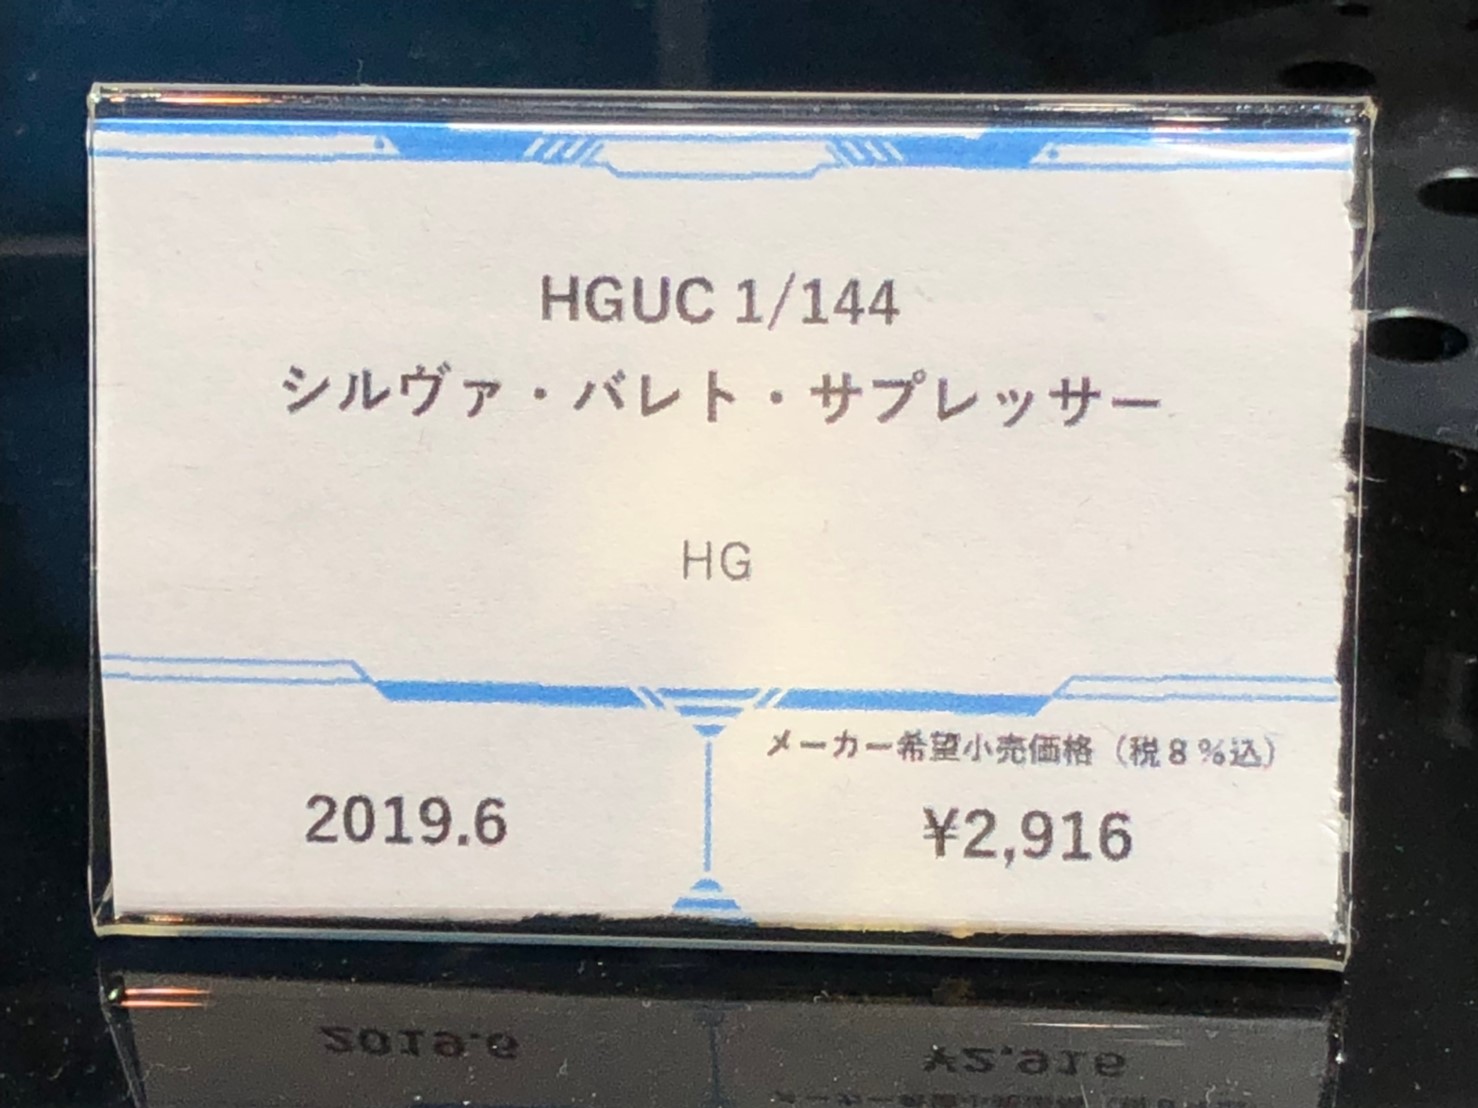 HGUC 1/144
シルヴァ・バレト・サプレッサー
HG
メーカー希望小売価格（税8%込）
2019.6
¥2,916